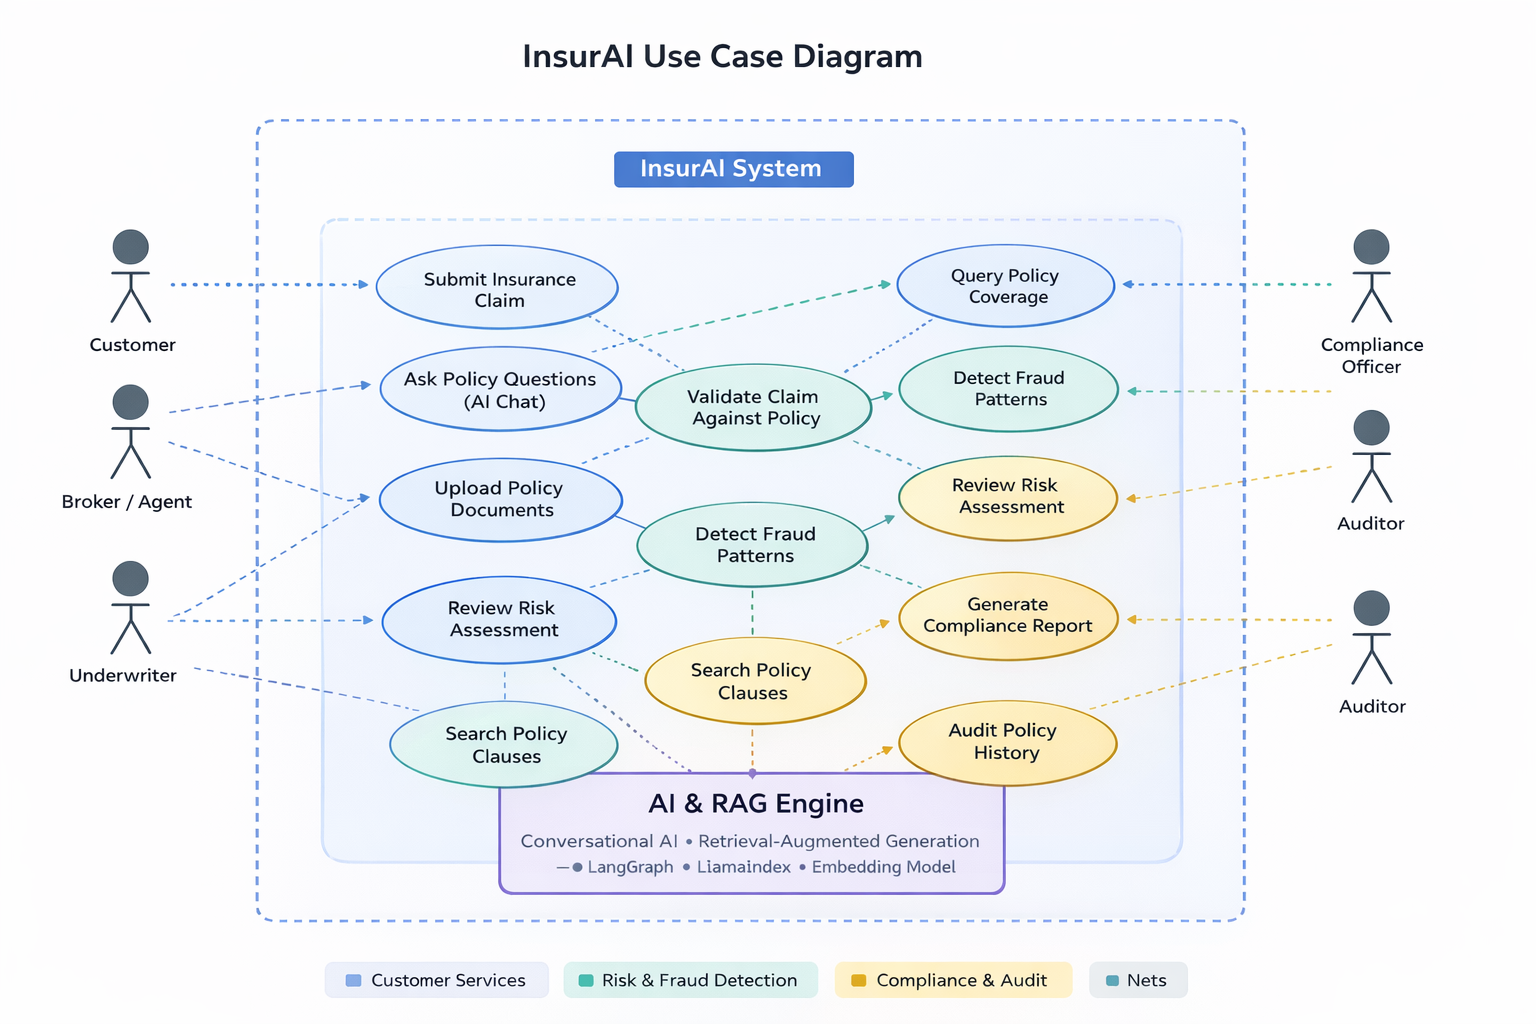 InsurAI Use Case Diagram
InsurAI System
Customer
Broker / Agent
Underwriter
Submit Insurance
Claim
Ask Policy Questions
(AI Chat)
Upload Policy
Documents
Review Risk
Assessment
Search Policy
Clauses
Validate Claim
Against Policy
Detect Fraud
Patterns
Search Policy
Clauses
Query Policy
Coverage
Detect Fraud
Patterns
Review Risk
Assessment
Generate
Compliance Report
Audit Policy
History
Compliance
Officer
Auditor
Auditor
AI & RAG Engine
Conversational AI • Retrieval-Augmented Generation
—● LangGraph • Liamaindex • Embedding Model
Customer Services
Risk & Fraud Detection
Compliance & Audit
Nets